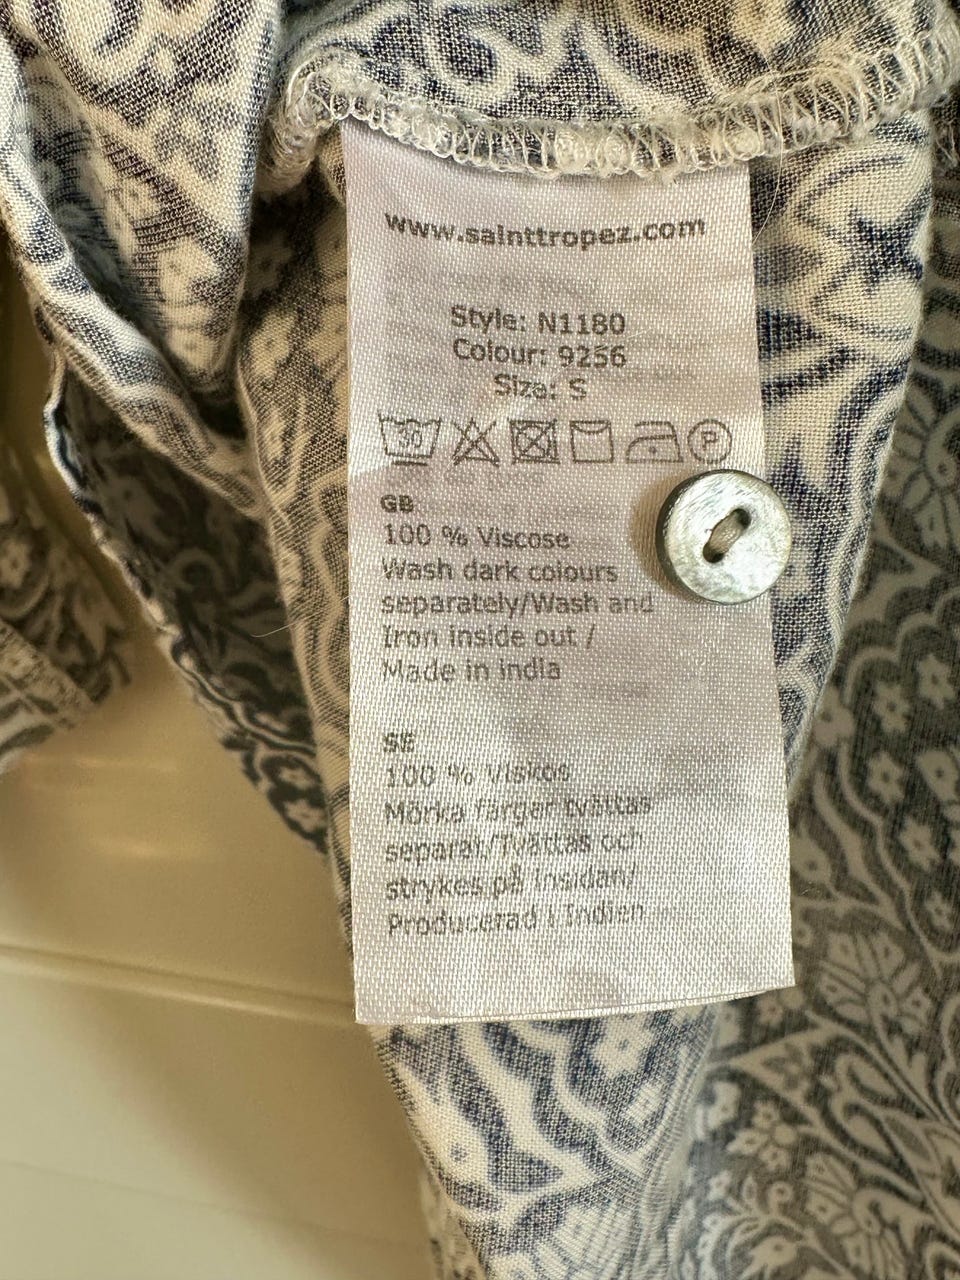 www.sainttropez.com
Style: N1180
Colour: 9256
Size: S
30
P
GB
100 % Viscose
Wash dark colours
separately/Wash and
Iron inside out /
Made in india
SE
100 % Viskos
Mörka färger tvättas
separat/Tvättas och
strykes på insidan/
Producerad i Indien